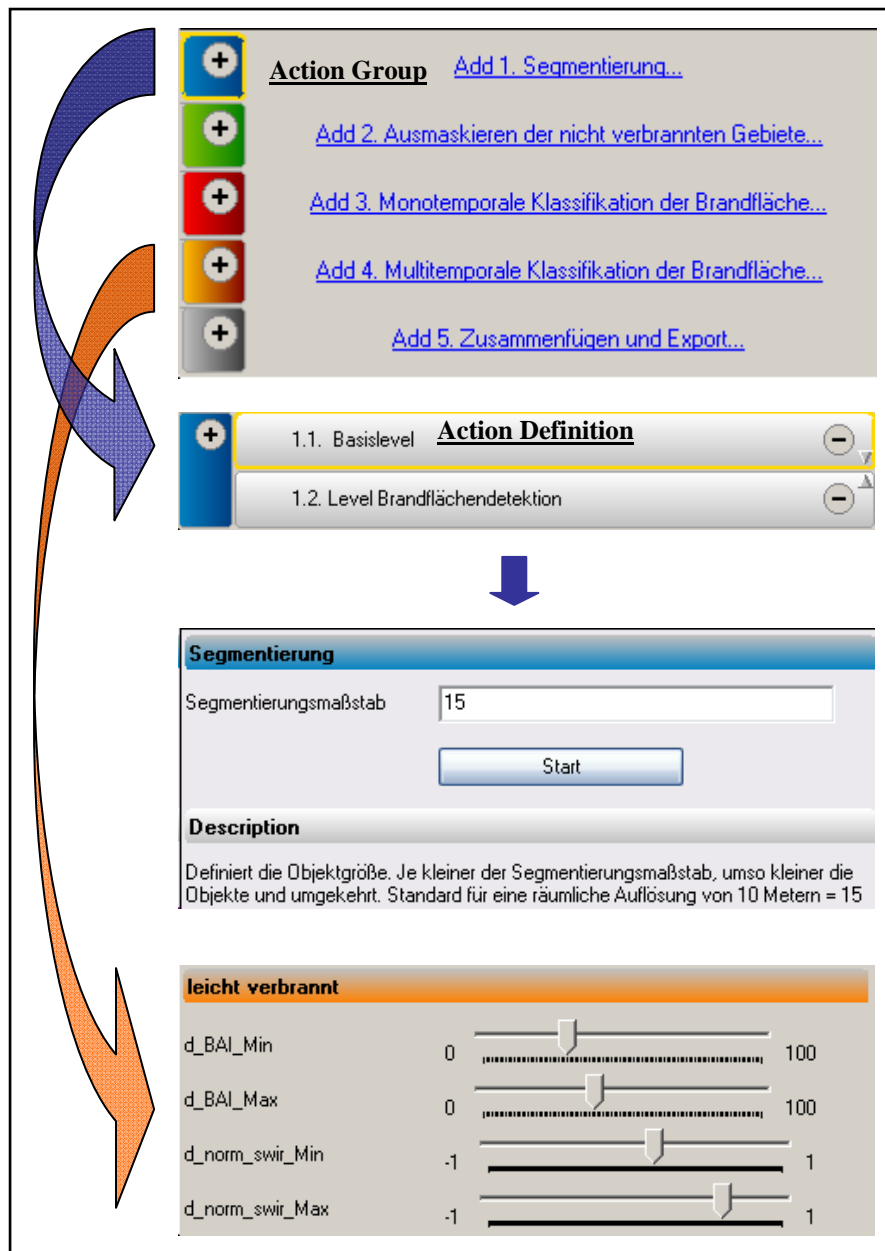 Action Group Add 1. Segmentierung...
Add 2. Ausmaskieren der nicht verbrannten Gebiete...
Add 3. Monotemporale Klassifikation der Brandfläche...
Add 4. Multitemporale Klassifikation der Brandfläche...
Add 5. Zusammenfügen und Export...
1.1. Basislevel Action Definition
1.2. Level Brandflächendetektion
Segmentierung
Segmentierungsmaßstab 15
Start
Description
Definiert die Objektgröße. Je kleiner der Segmentierungsmaßstab, umso kleiner die
Objekte und umgekehrt. Standard für eine räumliche Auflösung von 10 Metern = 15
leicht verbrannt
d_BAI_Min 0 100
d_BAI_Max 0 100
d_norm_swir_Min -1 1
d_norm_swir_Max -1 1